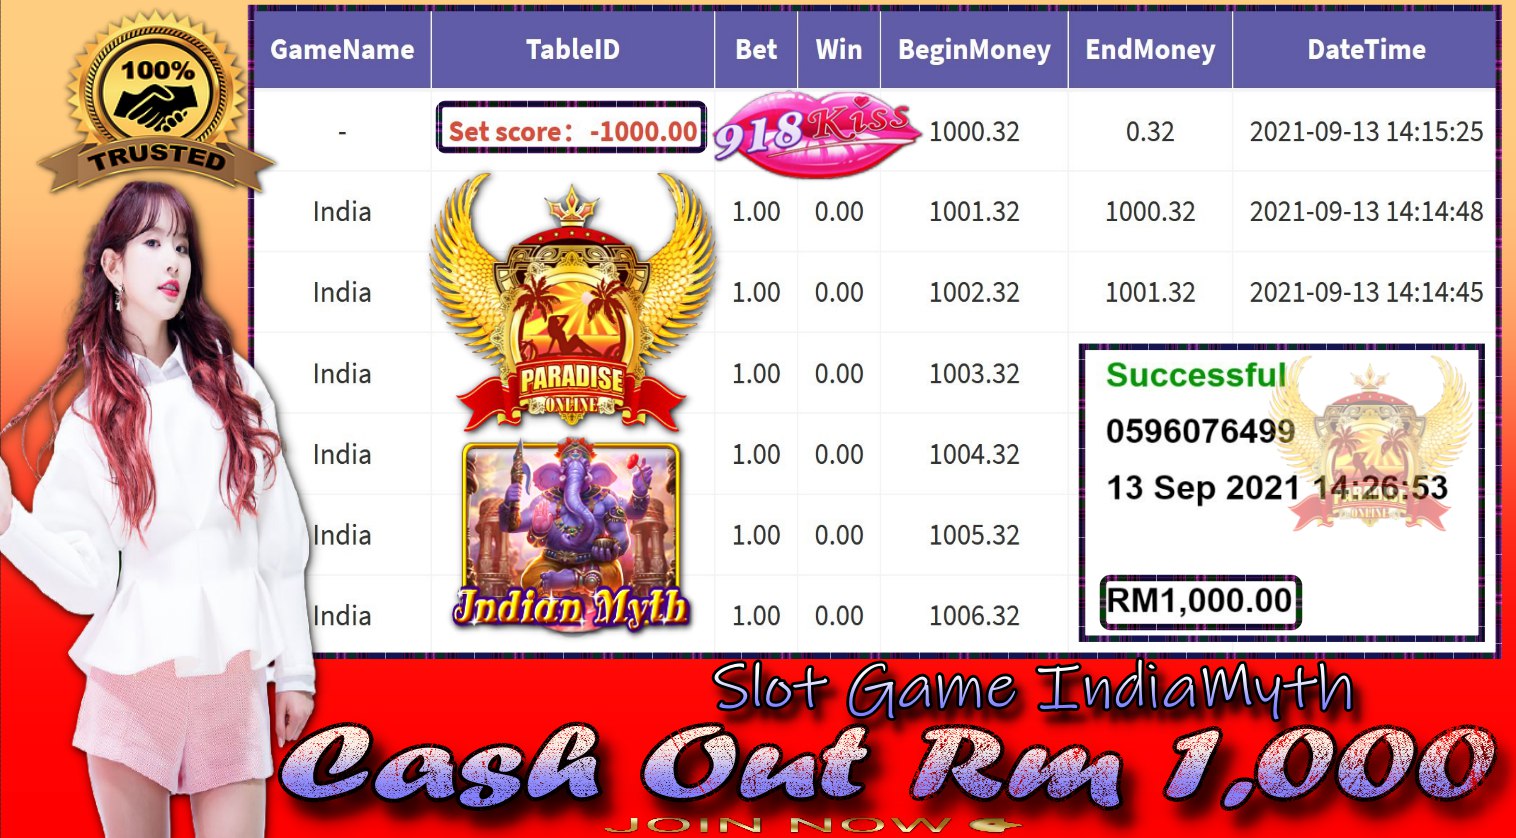 100%
TRUSTED
GameName TableID Bet Win BeginMoney EndMoney DateTime
- Set score： -1000.00 918Kiss 1000.32 0.32 2021-09-13 14:15:25
India 1.00 0.00 1001.32 1000.32 2021-09-13 14:14:48
India 1.00 0.00 1002.32 1001.32 2021-09-13 14:14:45
India 1.00 0.00 1003.32
PARADISE
ONLINE
India 1.00 0.00 1004.32
India 1.00 0.00 1005.32
India 1.00 0.00 1006.32
Indian Myth
Successful
0596076499
13 Sep 2021 14:26:53
PARADISE
ONLINE
RM1,000.00
Slot Game IndiaMyth
Cash Out Rm 1,000
JOIN NOW